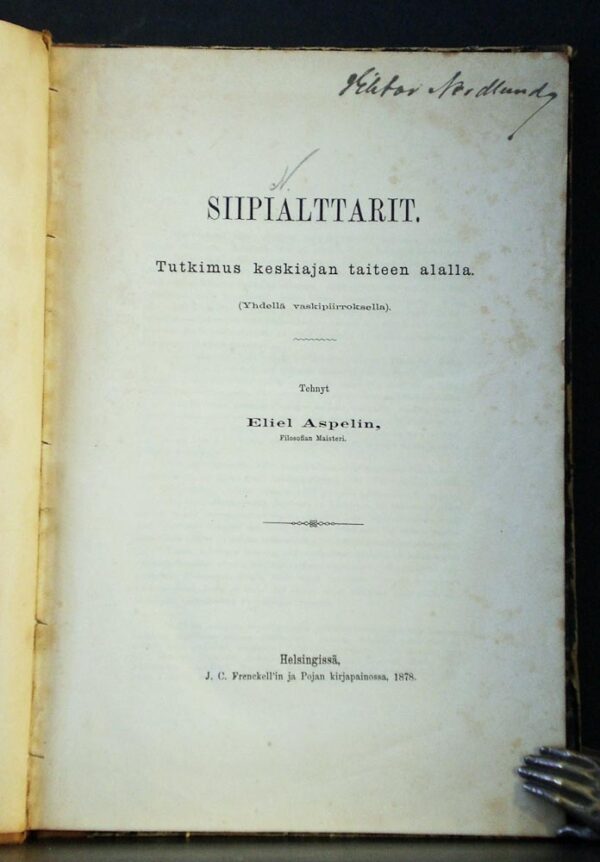 Viktor Nordlund
N.
SIIPIALTTARIT.
Tutkimus keskiajan taiteen alalla.
(Yhdellä vaskipiirroksella).
Tehnyt
Eliel Aspelin,
Filosofian Maisteri.
Helsingissä,
J. C. Frenckell'in ja Pojan kirjapainossa, 1878.